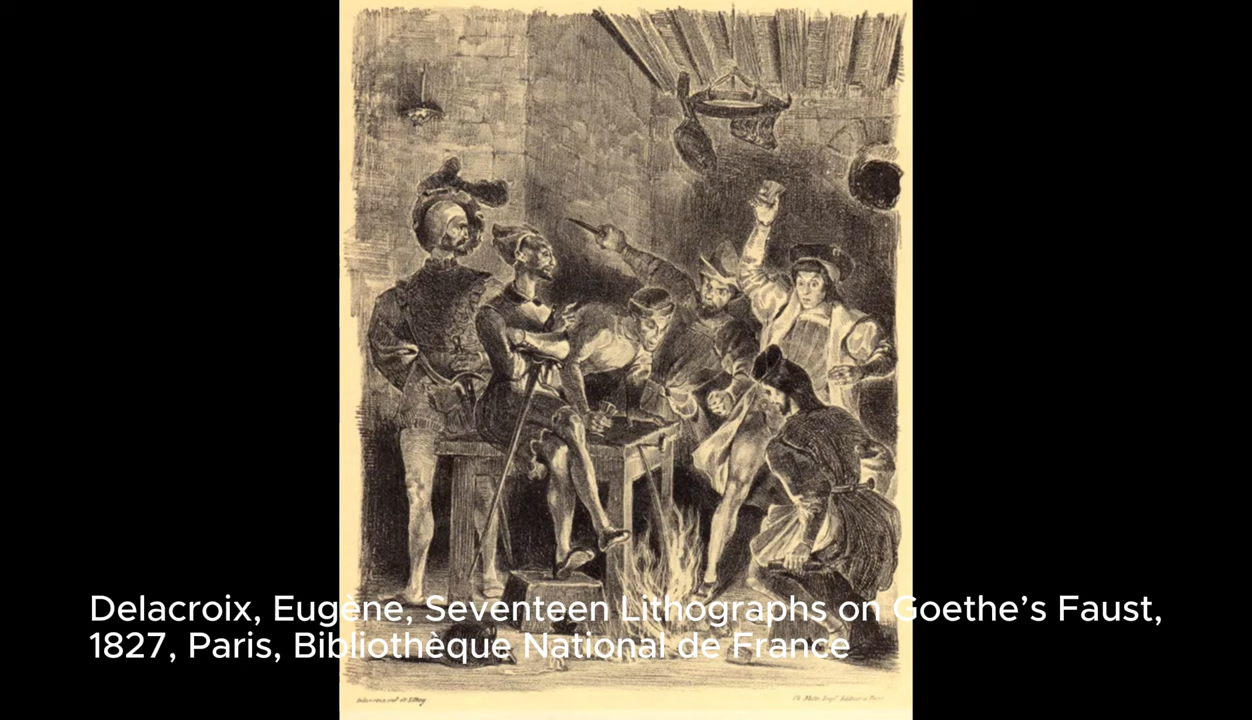 Delacroix, Eugène, Seventeen Lithographs on Goethe’s Faust,
1827, Paris, Bibliothèque National de France